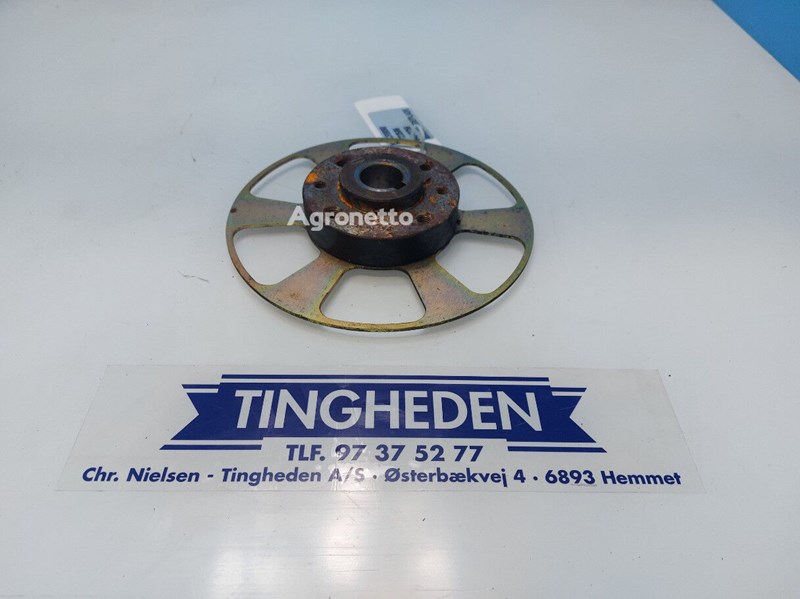 Agronetto
TINGHEDEN
TLF. 97 37 52 77
Chr. Nielsen - Tingheden A/S · Østerbækvej 4 · 6893 Hemmet